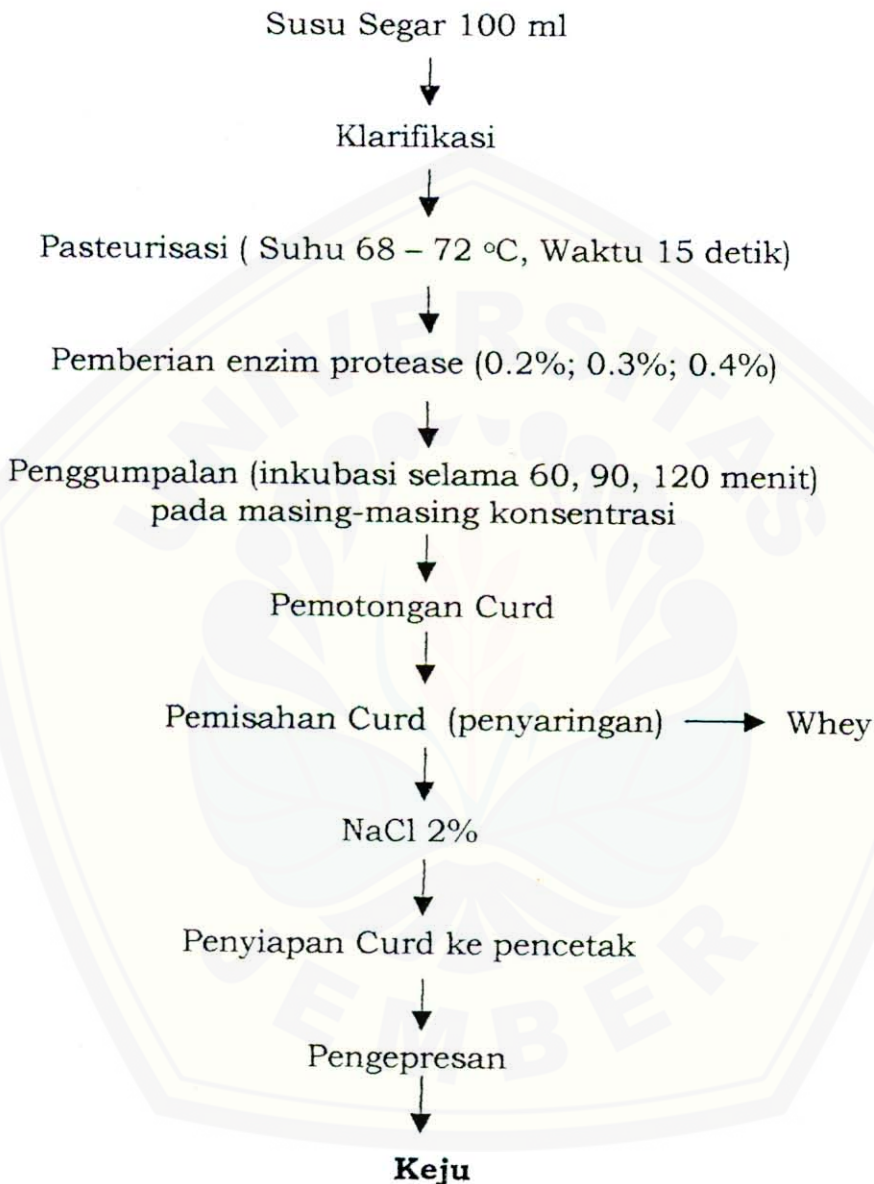 Susu Segar 100 ml
Klarifikasi
Pasteurisasi ( Suhu 68 – 72 °C, Waktu 15 detik)
Pemberian enzim protease (0.2%; 0.3%; 0.4%)
Penggumpalan (inkubasi selama 60, 90, 120 menit)
pada masing-masing konsentrasi
Pemotongan Curd
Pemisahan Curd (penyaringan)
Whey
NaCl 2%
Penyiapan Curd ke pencetak
Pengepresan
Keju
UNIVERSITAS
JEMBER